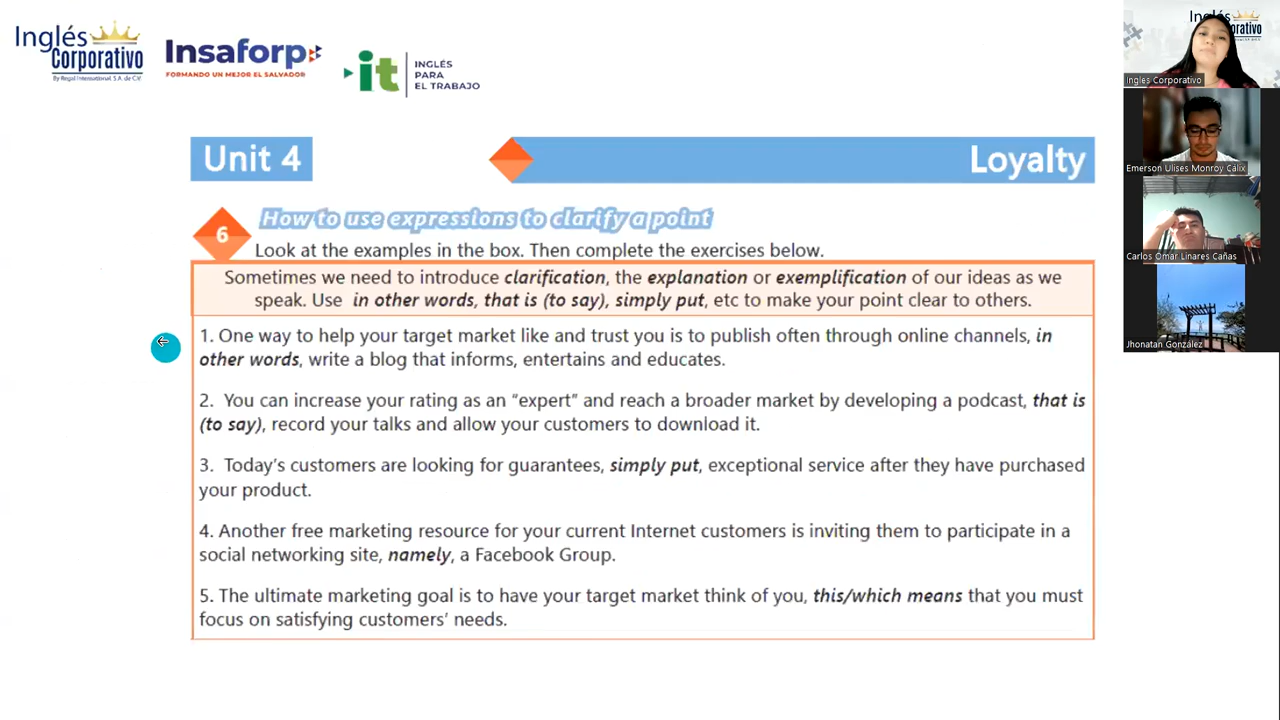 Inglés
Corporativo
By Regal International S.A. de C.V.
Insaforp
FORMANDO UN MEJOR EL SALVADOR
it
INGLÉS
PARA
EL TRABAJO
Unit 4
Loyalty
6
How to use expressions to clarify a point
Look at the examples in the box. Then complete the exercises below.
Sometimes we need to introduce clarification, the explanation or exemplification of our ideas as we
speak. Use in other words, that is (to say), simply put, etc to make your point clear to others.
1. One way to help your target market like and trust you is to publish often through online channels, in
other words, write a blog that informs, entertains and educates.
2. You can increase your rating as an “expert” and reach a broader market by developing a podcast, that is
(to say), record your talks and allow your customers to download it.
3. Today’s customers are looking for guarantees, simply put, exceptional service after they have purchased
your product.
4. Another free marketing resource for your current Internet customers is inviting them to participate in a
social networking site, namely, a Facebook Group.
5. The ultimate marketing goal is to have your target market think of you, this/which means that you must
focus on satisfying customers’ needs.
Ingles Corporativo
Emerson Ulises Monroy Cálix
Carlos Omar Linares Cañas
Jhonatan González